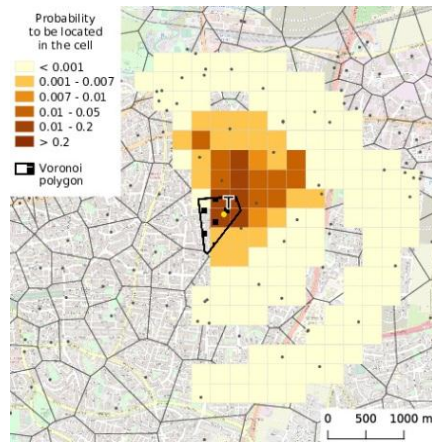 Probability
to be located
in the cell
< 0.001
0.001 - 0.007
0.007 - 0.01
0.01 - 0.05
0.01 - 0.2
> 0.2
Voronoi
polygon
T
0 500 1000 m